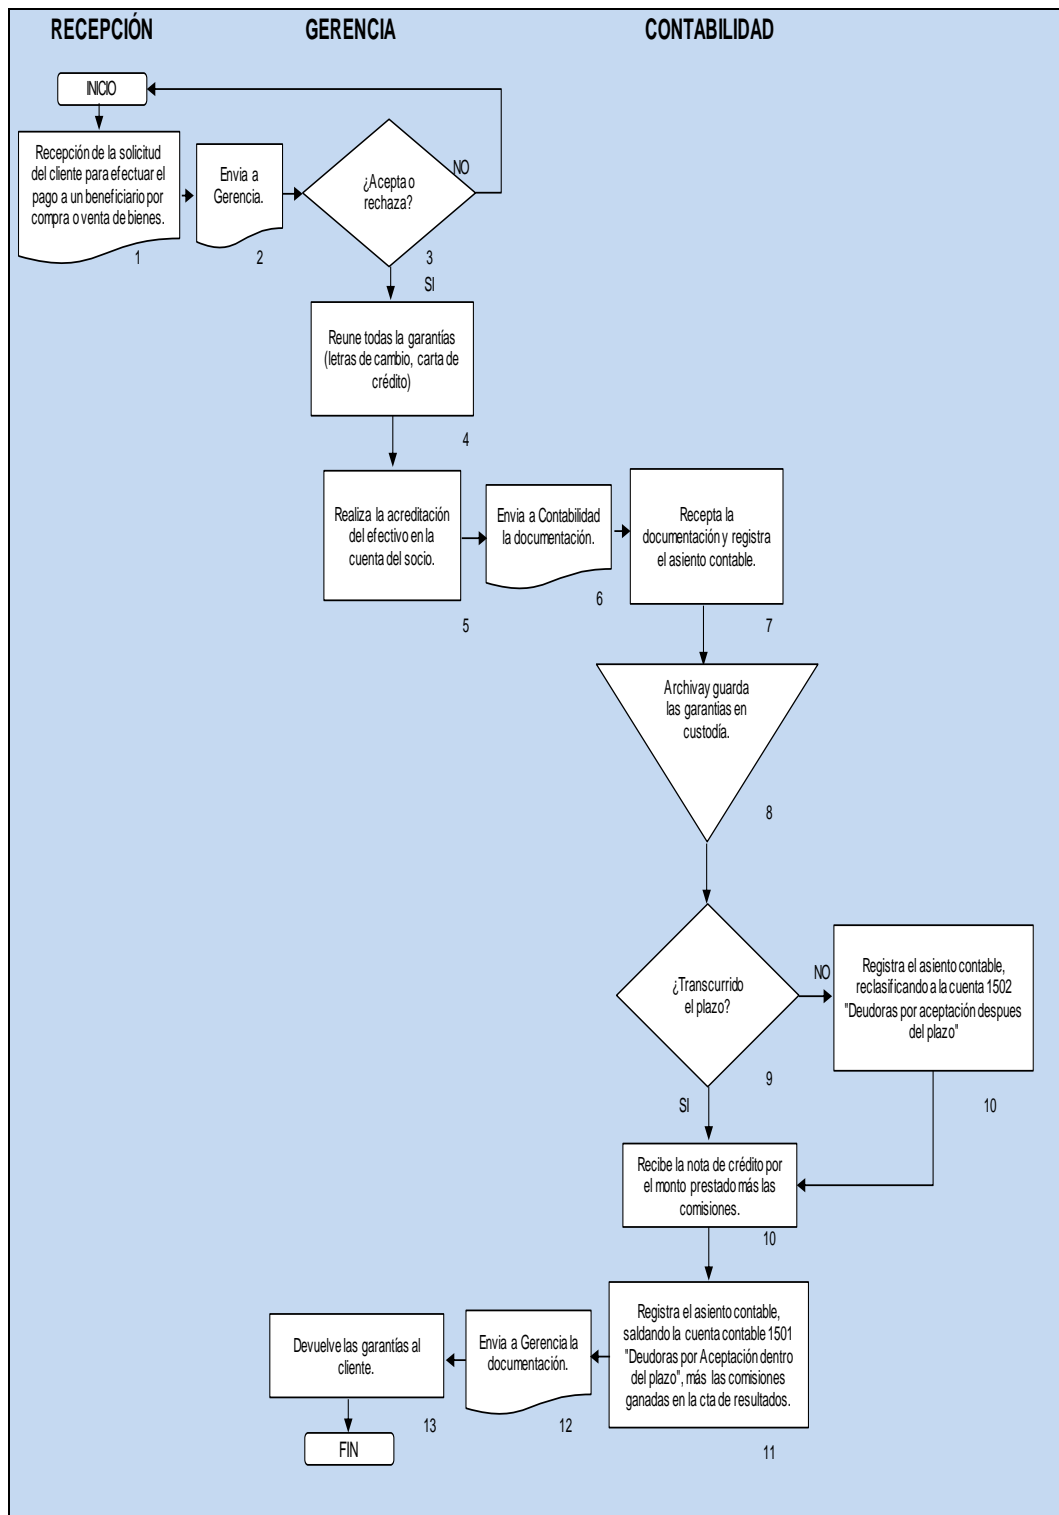 RECEPCIÓN
GERENCIA
CONTABILIDAD
INICIO
Recepción de la solicitud
del cliente para efectuar el
pago a un beneficiario por
compra o venta de bienes.
1
Envia a
Gerencia.
2
¿Acepta o
rechaza?
NO
3
SI
Reune todas la garantías
(letras de cambio, carta de
crédito)
4
Realiza la acreditación
del efectivo en la
cuenta del socio.
5
Envia a Contabilidad
la documentación.
6
Recepta la
documentación y registra
el asiento contable.
7
Archiva y guarda
las garantias en
custodía.
8
¿Transcurrido
el plazo?
NO
9
SI
Registra el asiento contable,
reclasificando a la cuenta 1502
"Deudoras por aceptación despues
del plazo"
10
Recibe la nota de crédito por
el monto prestado más las
comisiones.
10
Registra el asiento contable,
saldando la cuenta contable 1501
"Deudoras por Aceptación dentro
del plazo", más las comisiones
ganadas en la cta de resultados.
11
Envia a Gerencia la
documentación.
12
Devuelve las garantías al
cliente.
13
FIN